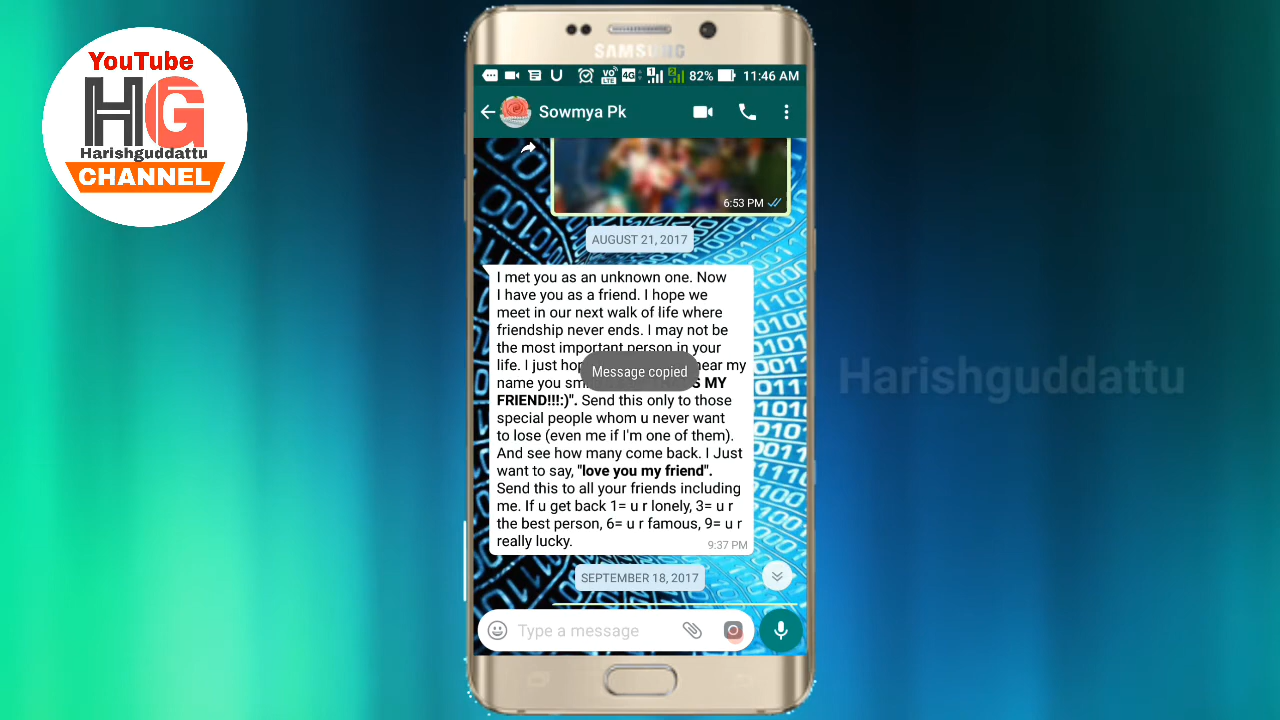 YouTube
HG
Harishguddattu
CHANNEL
SAMSUNG
VO LTE 4G 1 2 82% 11:46 AM
Sowmya Pk
6:53 PM
AUGUST 21, 2017
I met you as an unknown one. Now
I have you as a friend. I hope we
meet in our next walk of life where
friendship never ends. I may not be
the most important person in your
life. I just hop hear my
name you sm S MY
FRIEND!!!:)". Send this only to those
special people whom u never want
to lose (even me if I'm one of them).
And see how many come back. I Just
want to say, "love you my friend".
Send this to all your friends including
me. If u get back 1= u r lonely, 3= u r
the best person, 6= u r famous, 9= u r
really lucky.
9:37 PM
Message copied
SEPTEMBER 18, 2017
Type a message
Harishguddattu